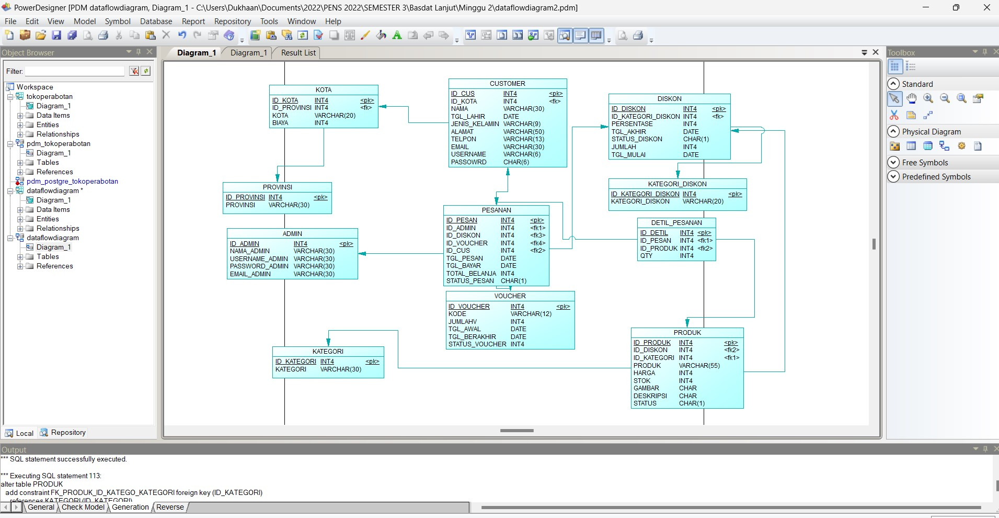 PowerDesigner [PDM dataflowdiagram, Diagram_1 - C:\Users\Dukhaan\Documents\2022\PENS 2022\SEMESTER 3\Basdat Lanjut\Minggu 2\dataflowdiagram2.pdm]
File Edit View Model Symbol Database Report Repository Tools Window Help
Object Browser
Filter:
Workspace
tokoperabotan
Diagram_1
Data Items
Entities
Relationships
pdm_tokoperabotan
Diagram_1
Tables
References
pdm_postgre_tokoperabotan
dataflowdiagram *
Diagram_1
Data Items
Entities
Relationships
dataflowdiagram
Diagram_1
Tables
References
Local Repository
Diagram_1 Diagram_1 Result List
KOTA
ID_KOTA INT4 <pk>
ID_PROVINSI INT4 <fk>
KOTA VARCHAR(20)
BIAYA INT4
CUSTOMER
ID_CUS INT4 <pk>
ID_KOTA INT4 <fk>
NAMA VARCHAR(30)
TGL_LAHIR DATE
JENIS_KELAMIN VARCHAR(9)
ALAMAT VARCHAR(50)
TELPON VARCHAR(13)
EMAIL VARCHAR(30)
USERNAME VARCHAR(6)
PASSOWRD CHAR(6)
DISKON
ID_DISKON INT4 <pk>
ID_KATEGORI_DISKON INT4 <fk>
PERSENTASE INT4
TGL_AKHIR DATE
STATUS_DISKON CHAR(1)
JUMLAH INT4
TGL_MULAI DATE
PROVINSI
ID_PROVINSI INT4 <pk>
PROVINSI VARCHAR(30)
KATEGORI_DISKON
ID_KATEGORI_DISKON INT4 <pk>
KATEGORI_DISKON VARCHAR(20)
PESANAN
ID_PESAN INT4 <pk>
ID_ADMIN INT4 <fk1>
ID_DISKON INT4 <fk3>
ID_VOUCHER INT4 <fk4>
ID_CUS INT4 <fk2>
TGL_PESAN DATE
TGL_BAYAR DATE
TOTAL_BELANJA INT4
STATUS_PESAN CHAR(1)
DETIL_PESANAN
ID_DETIL INT4 <pk>
ID_PESAN INT4 <fk1>
ID_PRODUK INT4 <fk2>
QTY INT4
ADMIN
ID_ADMIN INT4 <pk>
NAMA_ADMIN VARCHAR(30)
USERNAME_ADMIN VARCHAR(30)
PASSWORD_ADMIN VARCHAR(30)
EMAIL_ADMIN VARCHAR(30)
VOUCHER
ID_VOUCHER INT4 <pk>
KODE VARCHAR(12)
JUMLAHV INT4
TGL_AWAL DATE
TGL_BERAKHIR DATE
STATUS_VOUCHER INT4
KATEGORI
ID_KATEGORI INT4 <pk>
KATEGORI VARCHAR(30)
PRODUK
ID_PRODUK INT4 <pk>
ID_DISKON INT4 <fk2>
ID_KATEGORI INT4 <fk1>
PRODUK VARCHAR(55)
HARGA INT4
STOK INT4
GAMBAR CHAR
DESKRIPSI CHAR
STATUS CHAR(1)
Toolbox
Standard
Physical Diagram
Free Symbols
Predefined Symbols
Output
*** SQL statement successfully executed.
*** Executing SQL statement 113:
alter table PRODUK
add constraint FK_PRODUK_ID_KATEGO_KATEGORI foreign key (ID_KATEGORI)
references KATEGORI (ID_KATEGORI)
General Check Model Generation Reverse